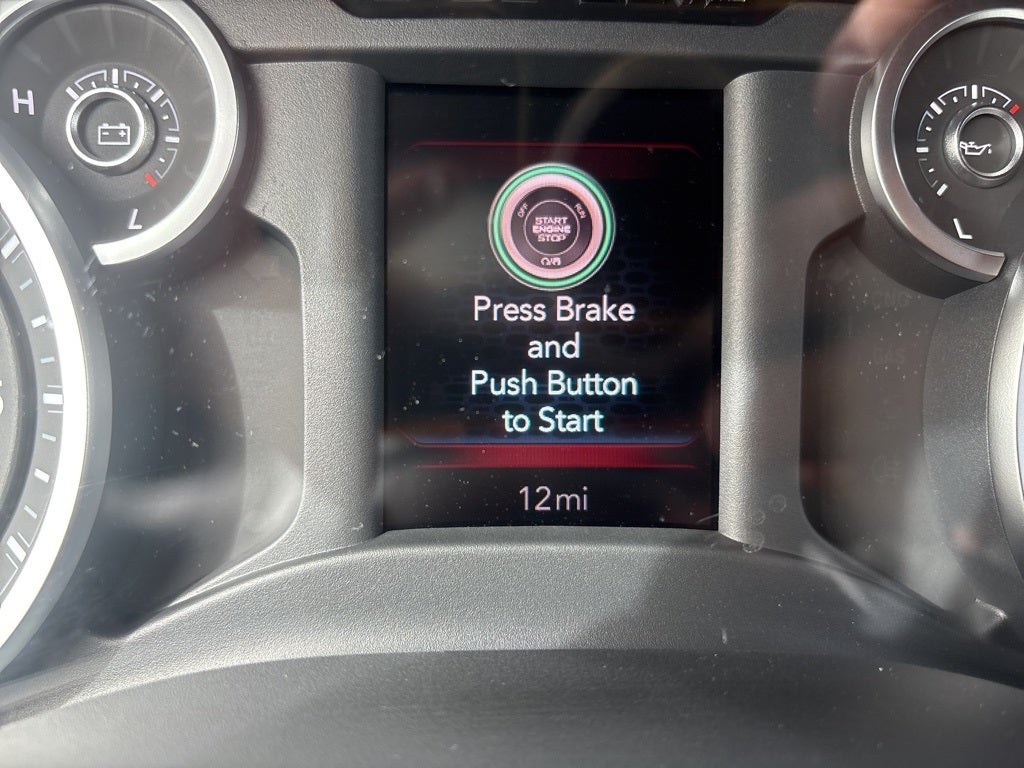 H
L
OFF
RUN
START
ENGINE
STOP
Press Brake
and
Push Button
to Start
12mi
L